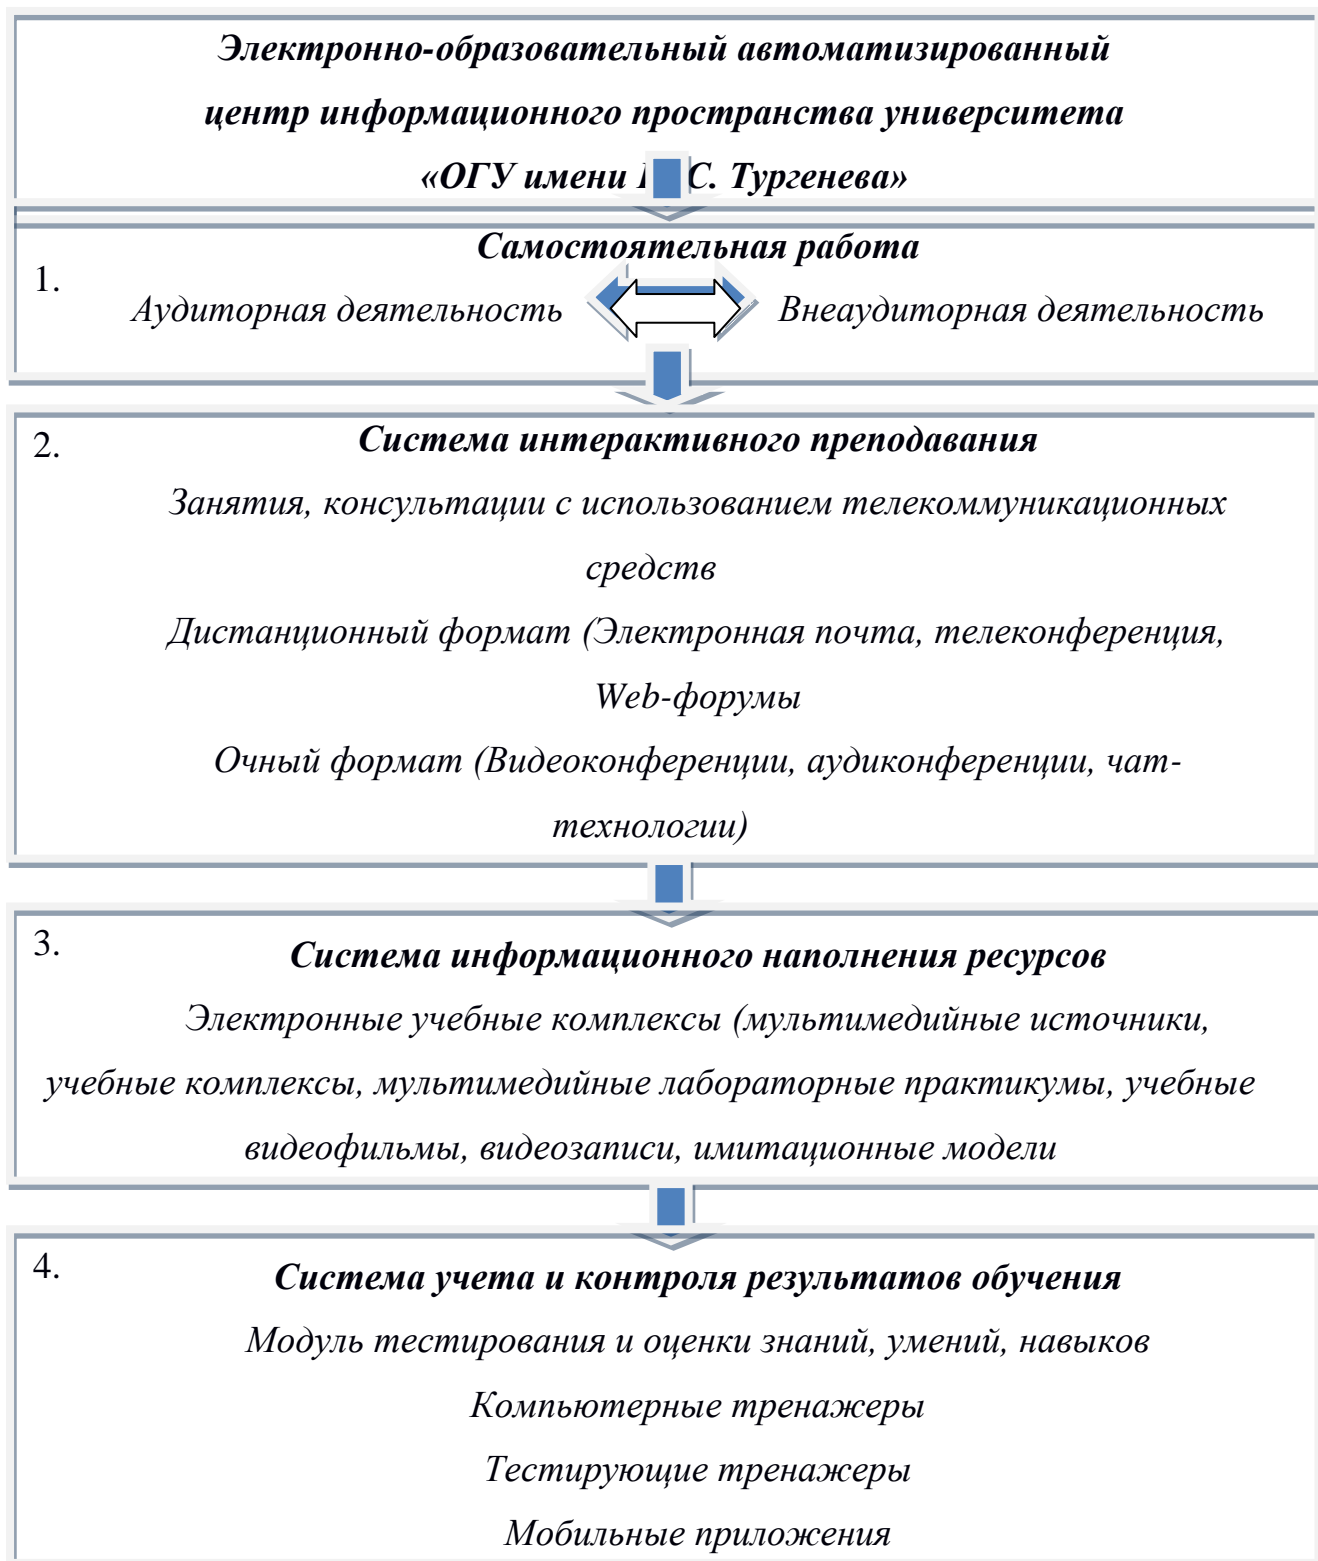 Электронно-образовательный автоматизированный
центр информационного пространства университета
«ОГУ имени С. Тургенева»
Самостоятельная работа
1.
Аудиторная деятельность Внеаудиторная деятельность
2.
Система интерактивного преподавания
Занятия, консультации с использованием телекоммуникационных
средств
Дистанционный формат (Электронная почта, телеконференция,
Web-форумы
Очный формат (Видеоконференции, аудиконференции, чат-
технологии)
3.
Система информационного наполнения ресурсов
Электронные учебные комплексы (мультимедийные источники,
учебные комплексы, мультимедийные лабораторные практикумы, учебные
видеофильмы, видеозаписи, имитационные модели
4.
Система учета и контроля результатов обучения
Модуль тестирования и оценки знаний, умений, навыков
Компьютерные тренажеры
Тестирующие тренажеры
Мобильные приложения